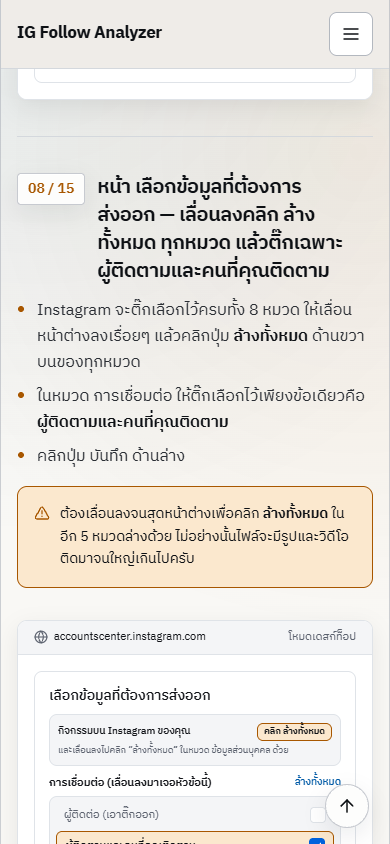 IG Follow Analyzer
08 / 15
หน้า เลือกข้อมูลที่ต้องการ
ส่งออก — เลื่อนลงคลิก ล้าง
ทั้งหมด ทุกหมวด แล้วติ๊กเฉพาะ
ผู้ติดตามและคนที่คุณติดตาม
Instagram จะติ๊กเลือกไว้ครบทั้ง 8 หมวด ให้เลื่อน
หน้าต่างลงเรื่อยๆ แล้วคลิกปุ่ม ล้างทั้งหมด ด้านขวา
บนของทุกหมวด
ในหมวด การเชื่อมต่อ ให้ติ๊กเลือกไว้เพียงข้อเดียวคือ
ผู้ติดตามและคนที่คุณติดตาม
คลิกปุ่ม บันทึก ด้านล่าง
ต้องเลื่อนลงจนสุดหน้าต่างเพื่อคลิก ล้างทั้งหมด ใน
อีก 5 หมวดล่างด้วย ไม่อย่างนั้นไฟล์จะมีรูปและวิดีโอ
ติดมาจนใหญ่เกินไปครับ
accountscenter.instagram.com โหมดเดสก์ท็อป
เลือกข้อมูลที่ต้องการส่งออก
กิจกรรมบน Instagram ของคุณ คลิก ล้างทั้งหมด
และเลื่อนลงไปคลิก "ล้างทั้งหมด" ในหมวด ข้อมูลส่วนบุคคล ด้วย
การเชื่อมต่อ (เลื่อนลงมาเจอหัวข้อนี้) ล้างทั้งหมด
ผู้ติดต่อ (เอาติ๊กออก)